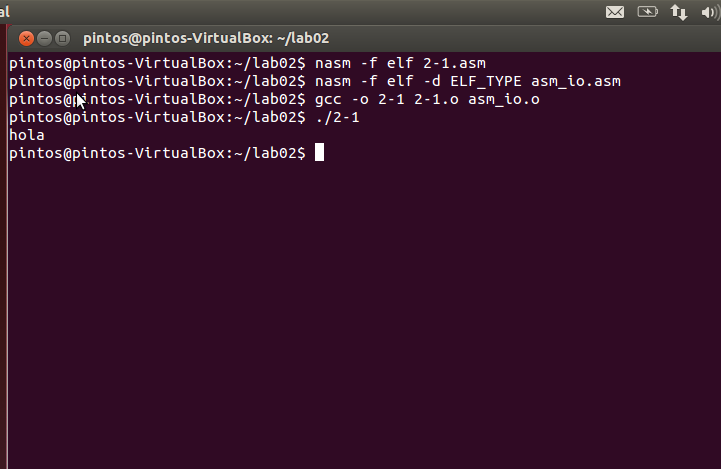 al
pintos@pintos-VirtualBox: ~/lab02
pintos@pintos-VirtualBox:~/lab02$ nasm -f elf 2-1.asm
pintos@pintos-VirtualBox:~/lab02$ nasm -f elf -d ELF_TYPE asm_io.asm
pintos@pintos-VirtualBox:~/lab02$ gcc -o 2-1 2-1.o asm_io.o
pintos@pintos-VirtualBox:~/lab02$ ./2-1
hola
pintos@pintos-VirtualBox:~/lab02$